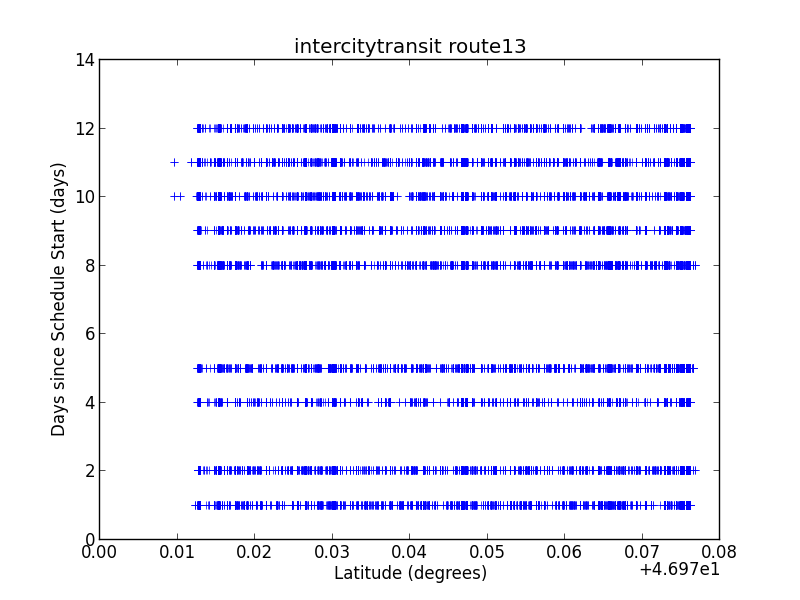 intercitytransit route13
14
12
10
8
6
4
2
0
Days since Schedule Start (days)
0.00 0.01 0.02 0.03 0.04 0.05 0.06 0.07 0.08
+4.697e1
Latitude (degrees)